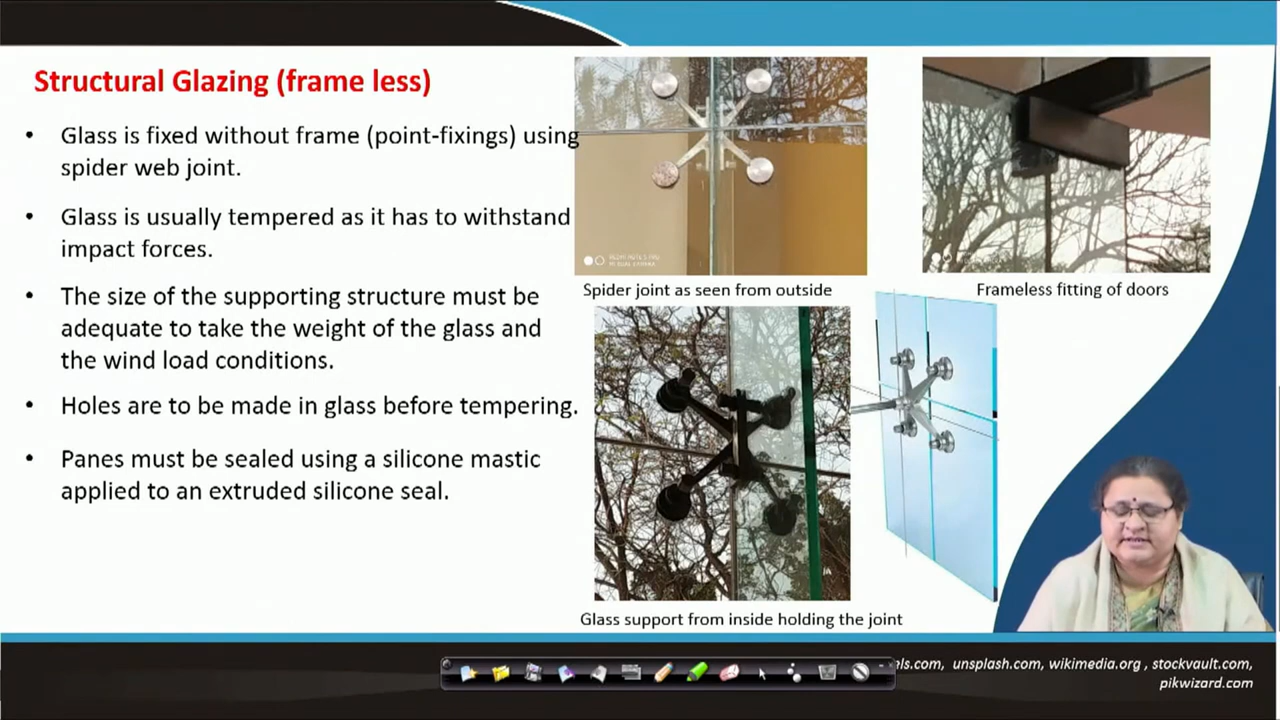 Structural Glazing (frame less)
• Glass is fixed without frame (point-fixings) using
spider web joint.
• Glass is usually tempered as it has to withstand
impact forces.
• The size of the supporting structure must be
adequate to take the weight of the glass and
the wind load conditions.
• Holes are to be made in glass before tempering.
• Panes must be sealed using a silicone mastic
applied to an extruded silicone seal.
Spider joint as seen from outside
Frameless fitting of doors
Glass support from inside holding the joint
unsplash.com, wikimedia.org , stockvault.com,
pikwizard.com